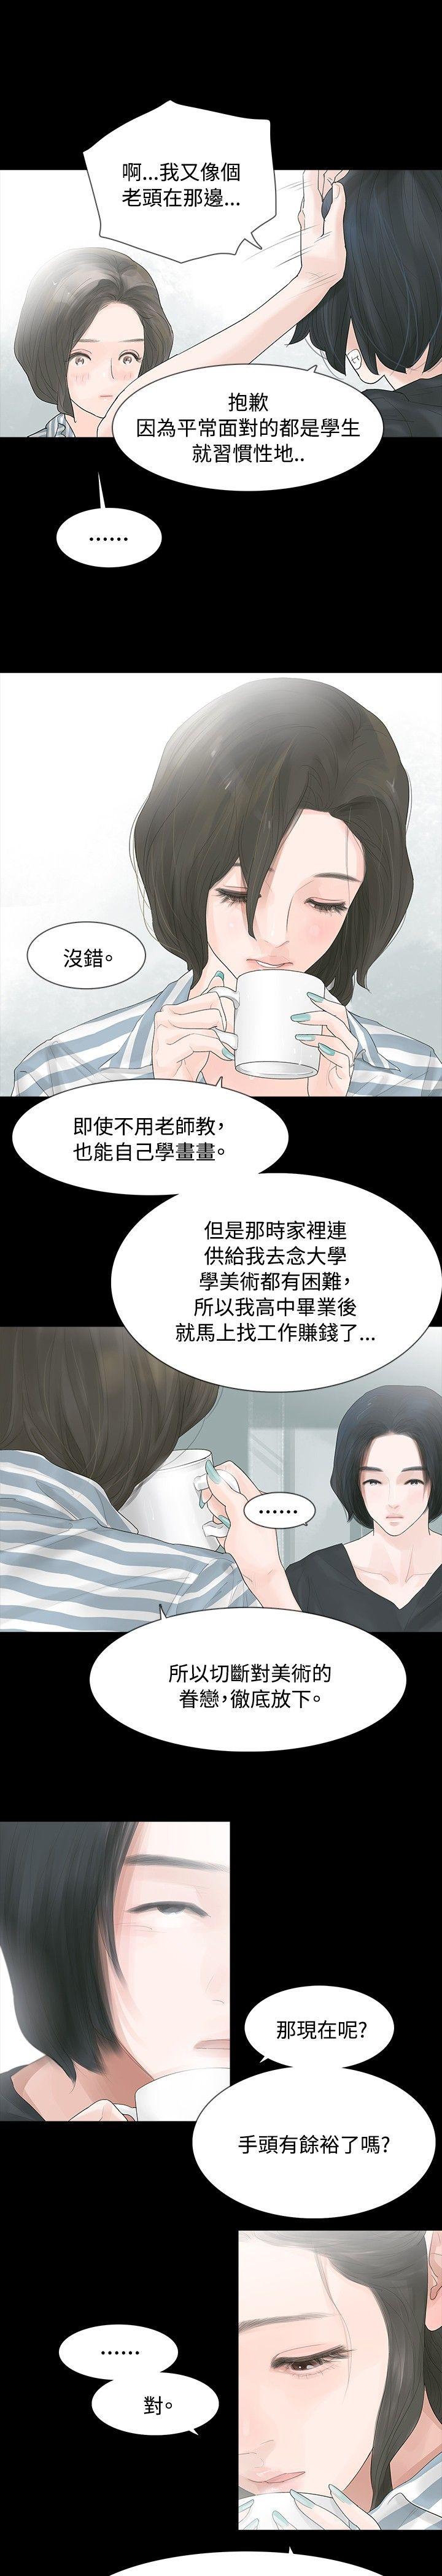 啊...我又像個
老頭在那邊...
抱歉
因為平常面對的都是學生
就習慣性地..
......
沒錯。
即使不用老師教，
也能自己學畫畫。
但是那時家裡連
供給我去念大學
學美術都有困難，
所以我高中畢業後
就馬上找工作賺錢了...
......
所以切斷對美術的
眷戀，徹底放下。
那現在呢？
手頭有餘裕了嗎？
......
對。